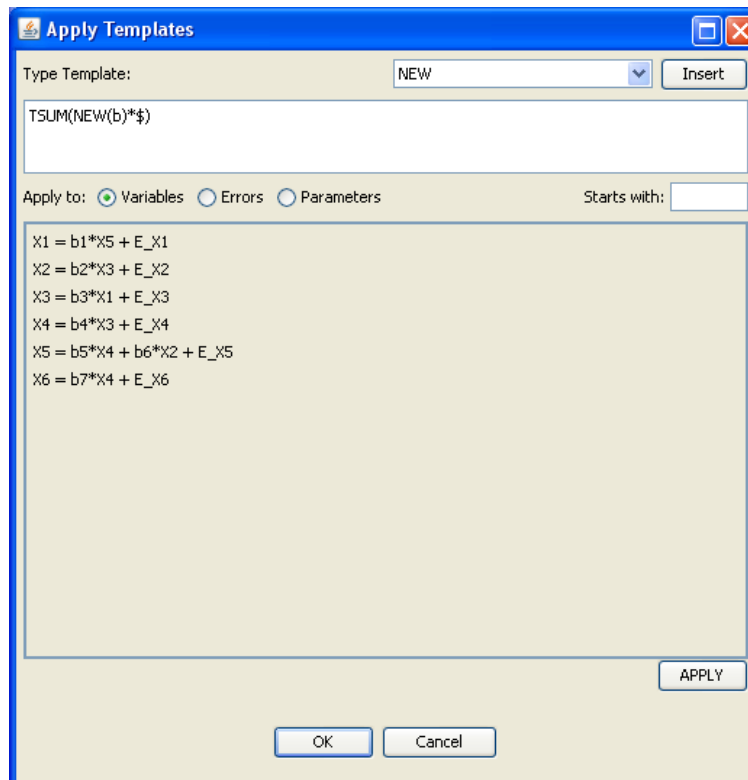 Apply Templates
Type Template: NEW Insert
TSUM(NEW(b)*$)
Apply to: Variables Errors Parameters Starts with:
X1 = b1*X5 + E_X1
X2 = b2*X3 + E_X2
X3 = b3*X1 + E_X3
X4 = b4*X3 + E_X4
X5 = b5*X4 + b6*X2 + E_X5
X6 = b7*X4 + E_X6
APPLY
OK Cancel